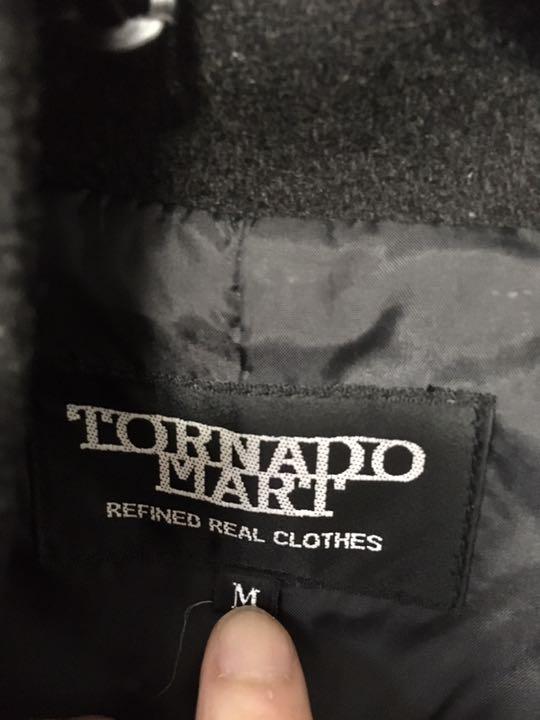 TORNADO
MART
REFINED REAL CLOTHES
M